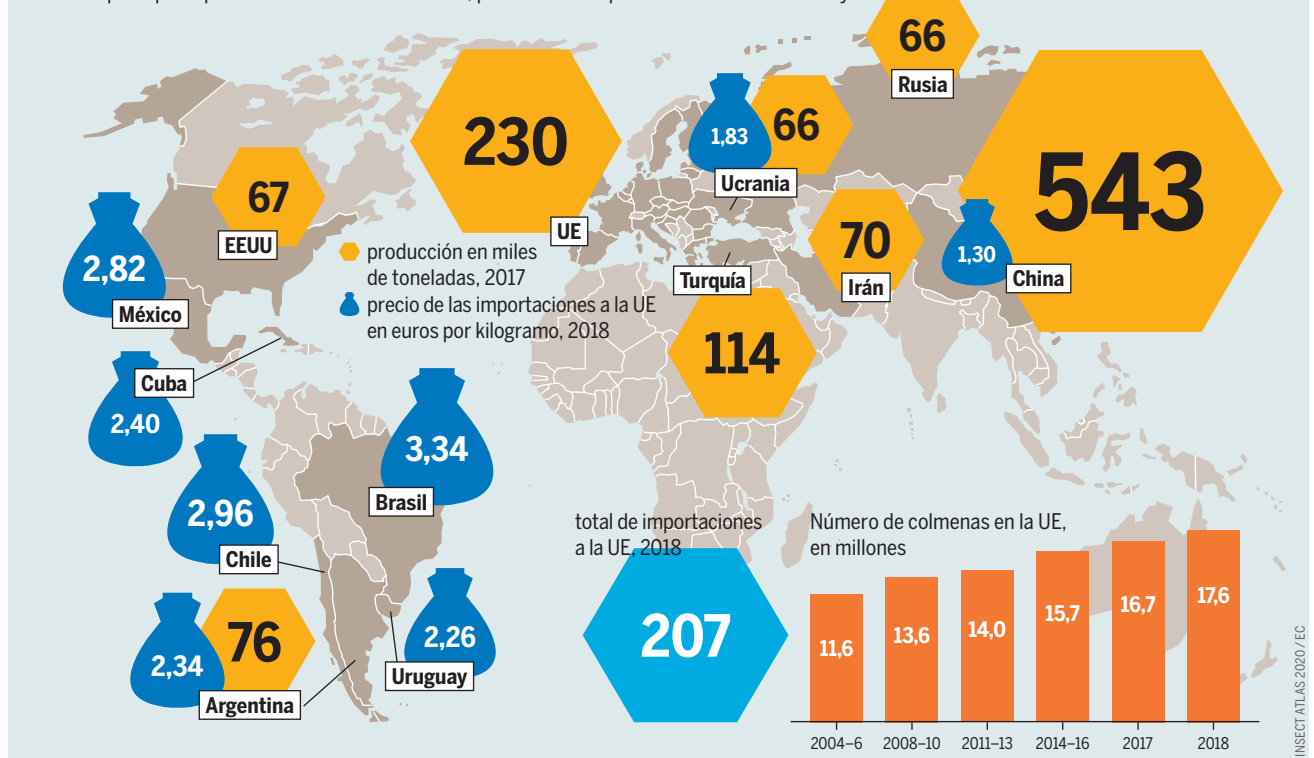 66
Rusia
543
China
1,30
230
UE
1,83
66
Ucrania
67
EEUU
70
Irán
Turquía
114
producción en miles
de toneladas, 2017
precio de las importaciones a la UE
en euros por kilogramo, 2018
2,82
México
Cuba
2,40
3,34
Brasil
2,96
Chile
2,34
76
Argentina
2,26
Uruguay
total de importaciones
a la UE, 2018
207
Número de colmenas en la UE,
en millones
11,6
13,6
14,0
15,7
16,7
17,6
2004–6
2008–10
2011–13
2014–16
2017
2018
INSECT ATLAS 2020 / EC